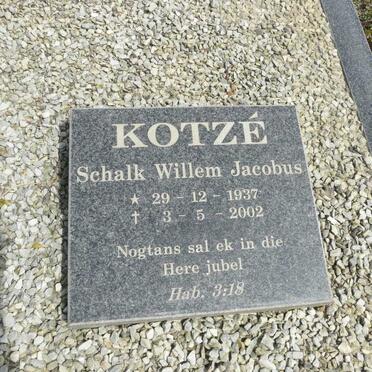 KOTZÉ
Schalk Willem Jacobus
★ 29 - 12 - 1937
† 3 - 5 - 2002
Nogtans sal ek in die
Here jubel
Hab. 3:18